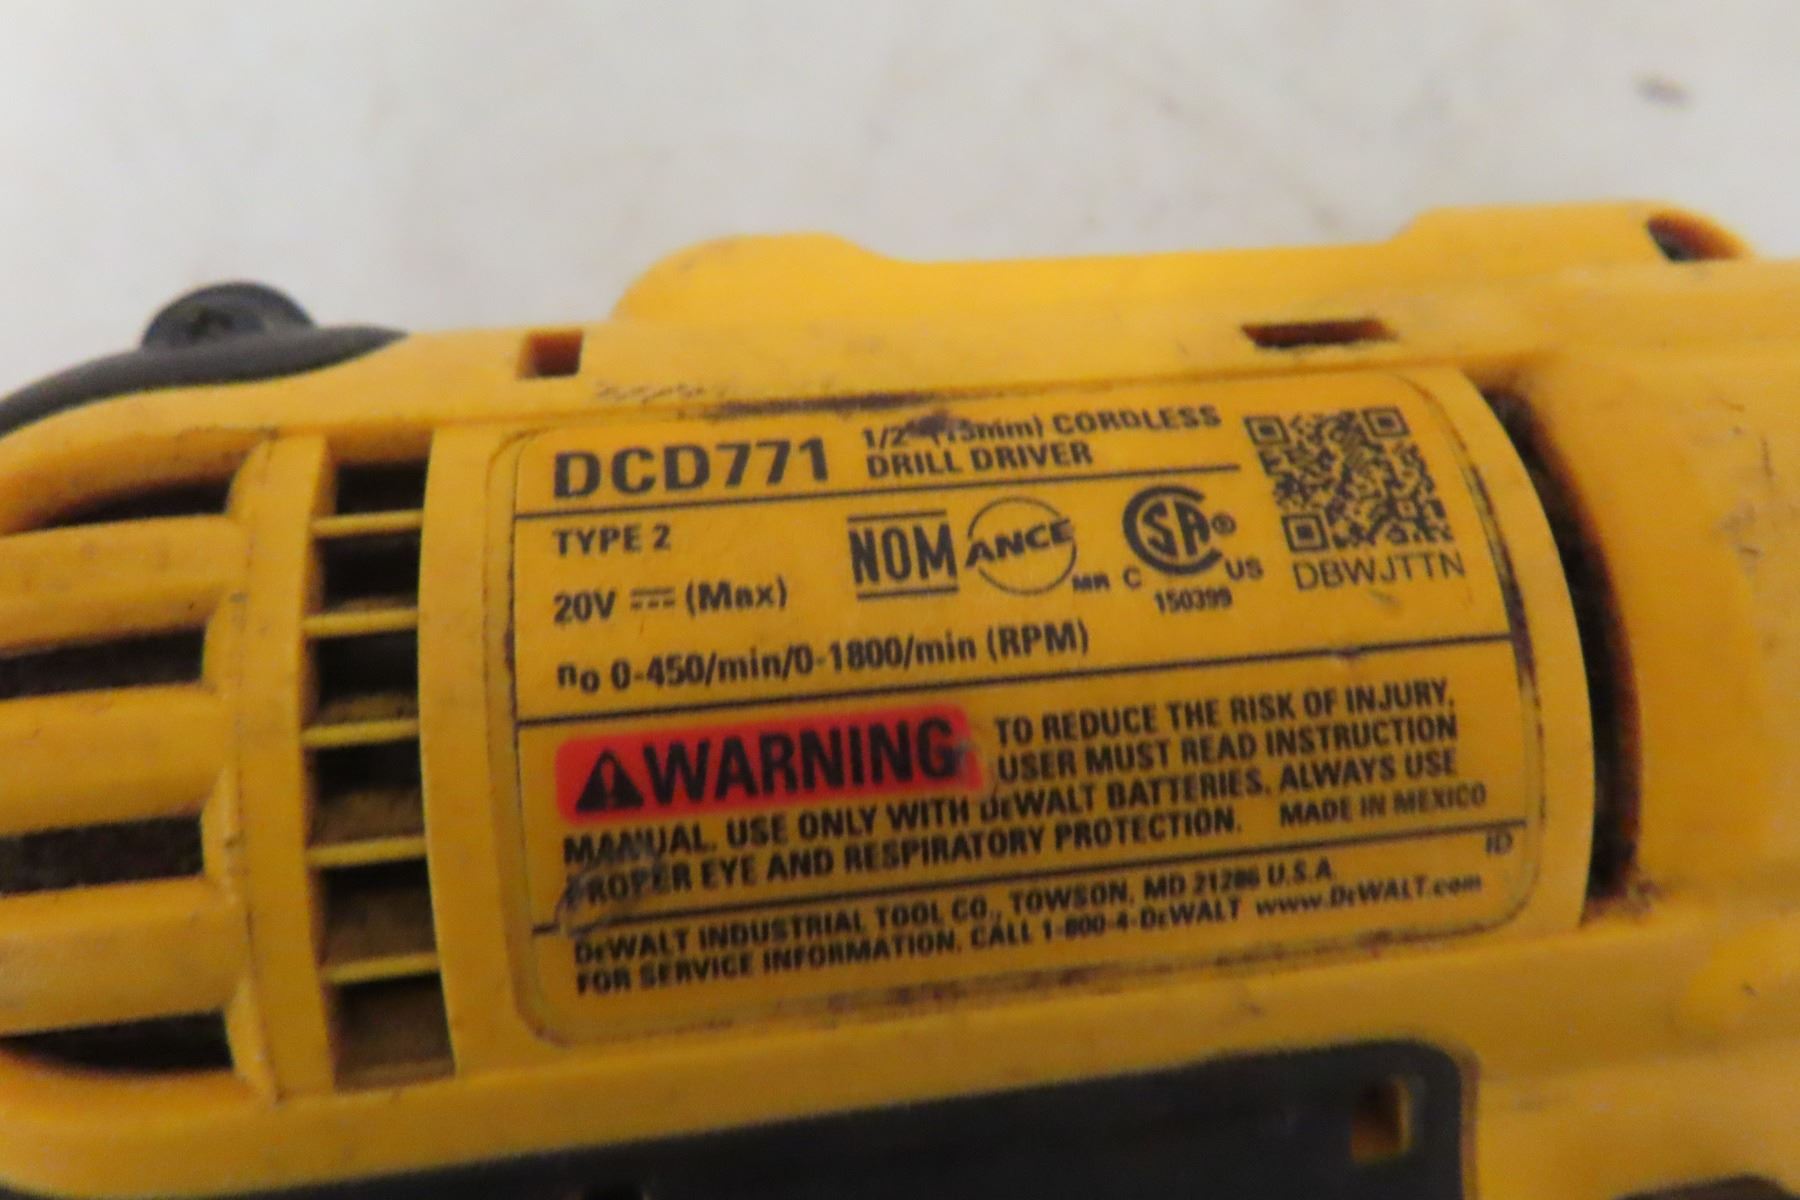 DCD771
1/2" (13mm) CORDLESS
DRILL DRIVER
TYPE 2
20V (Max)
NOM
ANCE
MR
C
CSA®
US
150399
DBWJTTN
no 0-450/min/0-1800/min (RPM)
WARNING
TO REDUCE THE RISK OF INJURY,
USER MUST READ INSTRUCTION
MANUAL. USE ONLY WITH DEWALT BATTERIES. ALWAYS USE
PROPER EYE AND RESPIRATORY PROTECTION.
MADE IN MEXICO
ID
DEWALT INDUSTRIAL TOOL CO., TOWSON, MD 21286 U.S.A.
FOR SERVICE INFORMATION, CALL 1-800-4-DEWALT www.DEWALT.com